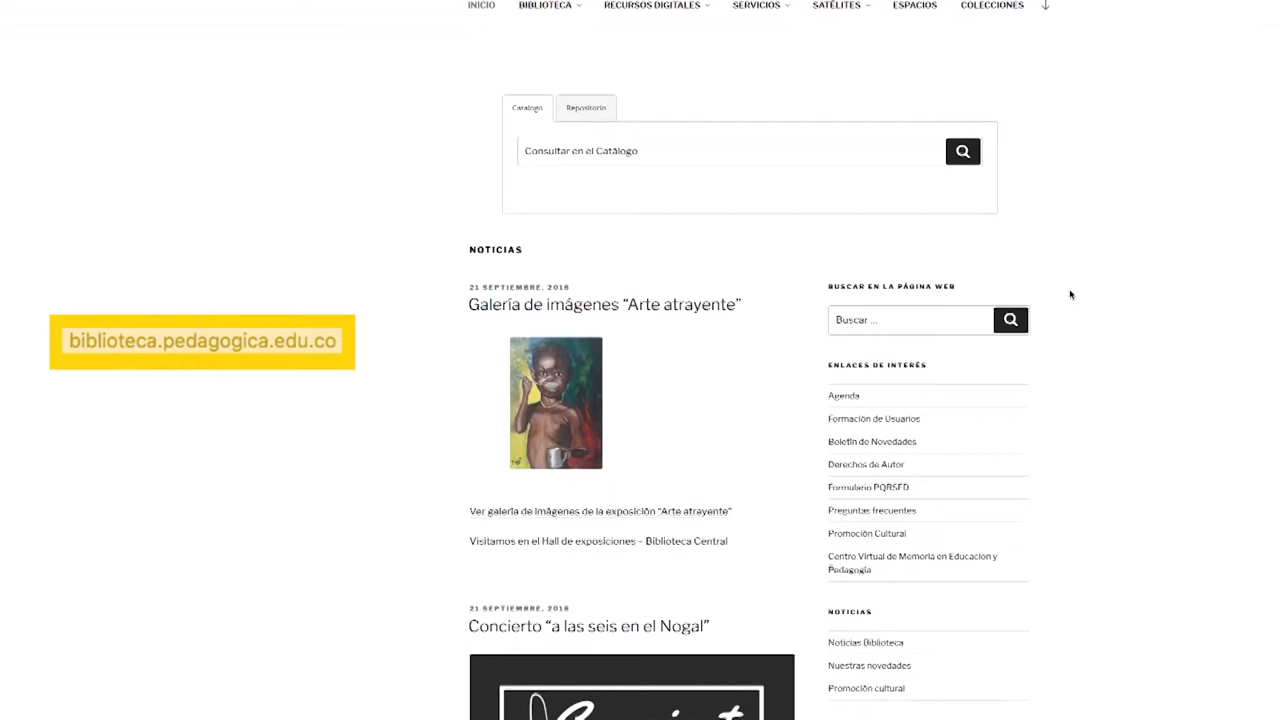 INICIO BIBLIOTECA RECURSOS DIGITALES SERVICIOS SATÉLITES ESPACIOS COLECCIONES
Catalogo Repositorio
Consultar en el Catálogo
NOTICIAS
21 SEPTIEMBRE, 2018
Galería de imágenes “Arte atrayente”
Ver galería de imágenes de la exposición “Arte atrayente”
Visitamos en el Hall de exposiciones – Biblioteca Central
21 SEPTIEMBRE, 2018
Concierto “a las seis en el Nogal”
BUSCAR EN LA PÁGINA WEB
Buscar ...
ENLACES DE INTERÉS
Agenda
Formación de Usuarios
Boletín de Novedades
Derechos de Autor
Formulario PQRSFD
Preguntas frecuentes
Promoción Cultural
Centro Virtual de Memoria en Educacion y
Pedagogía
NOTICIAS
Noticias Biblioteca
Nuestras novedades
Promoción cultural
biblioteca.pedagogica.edu.co